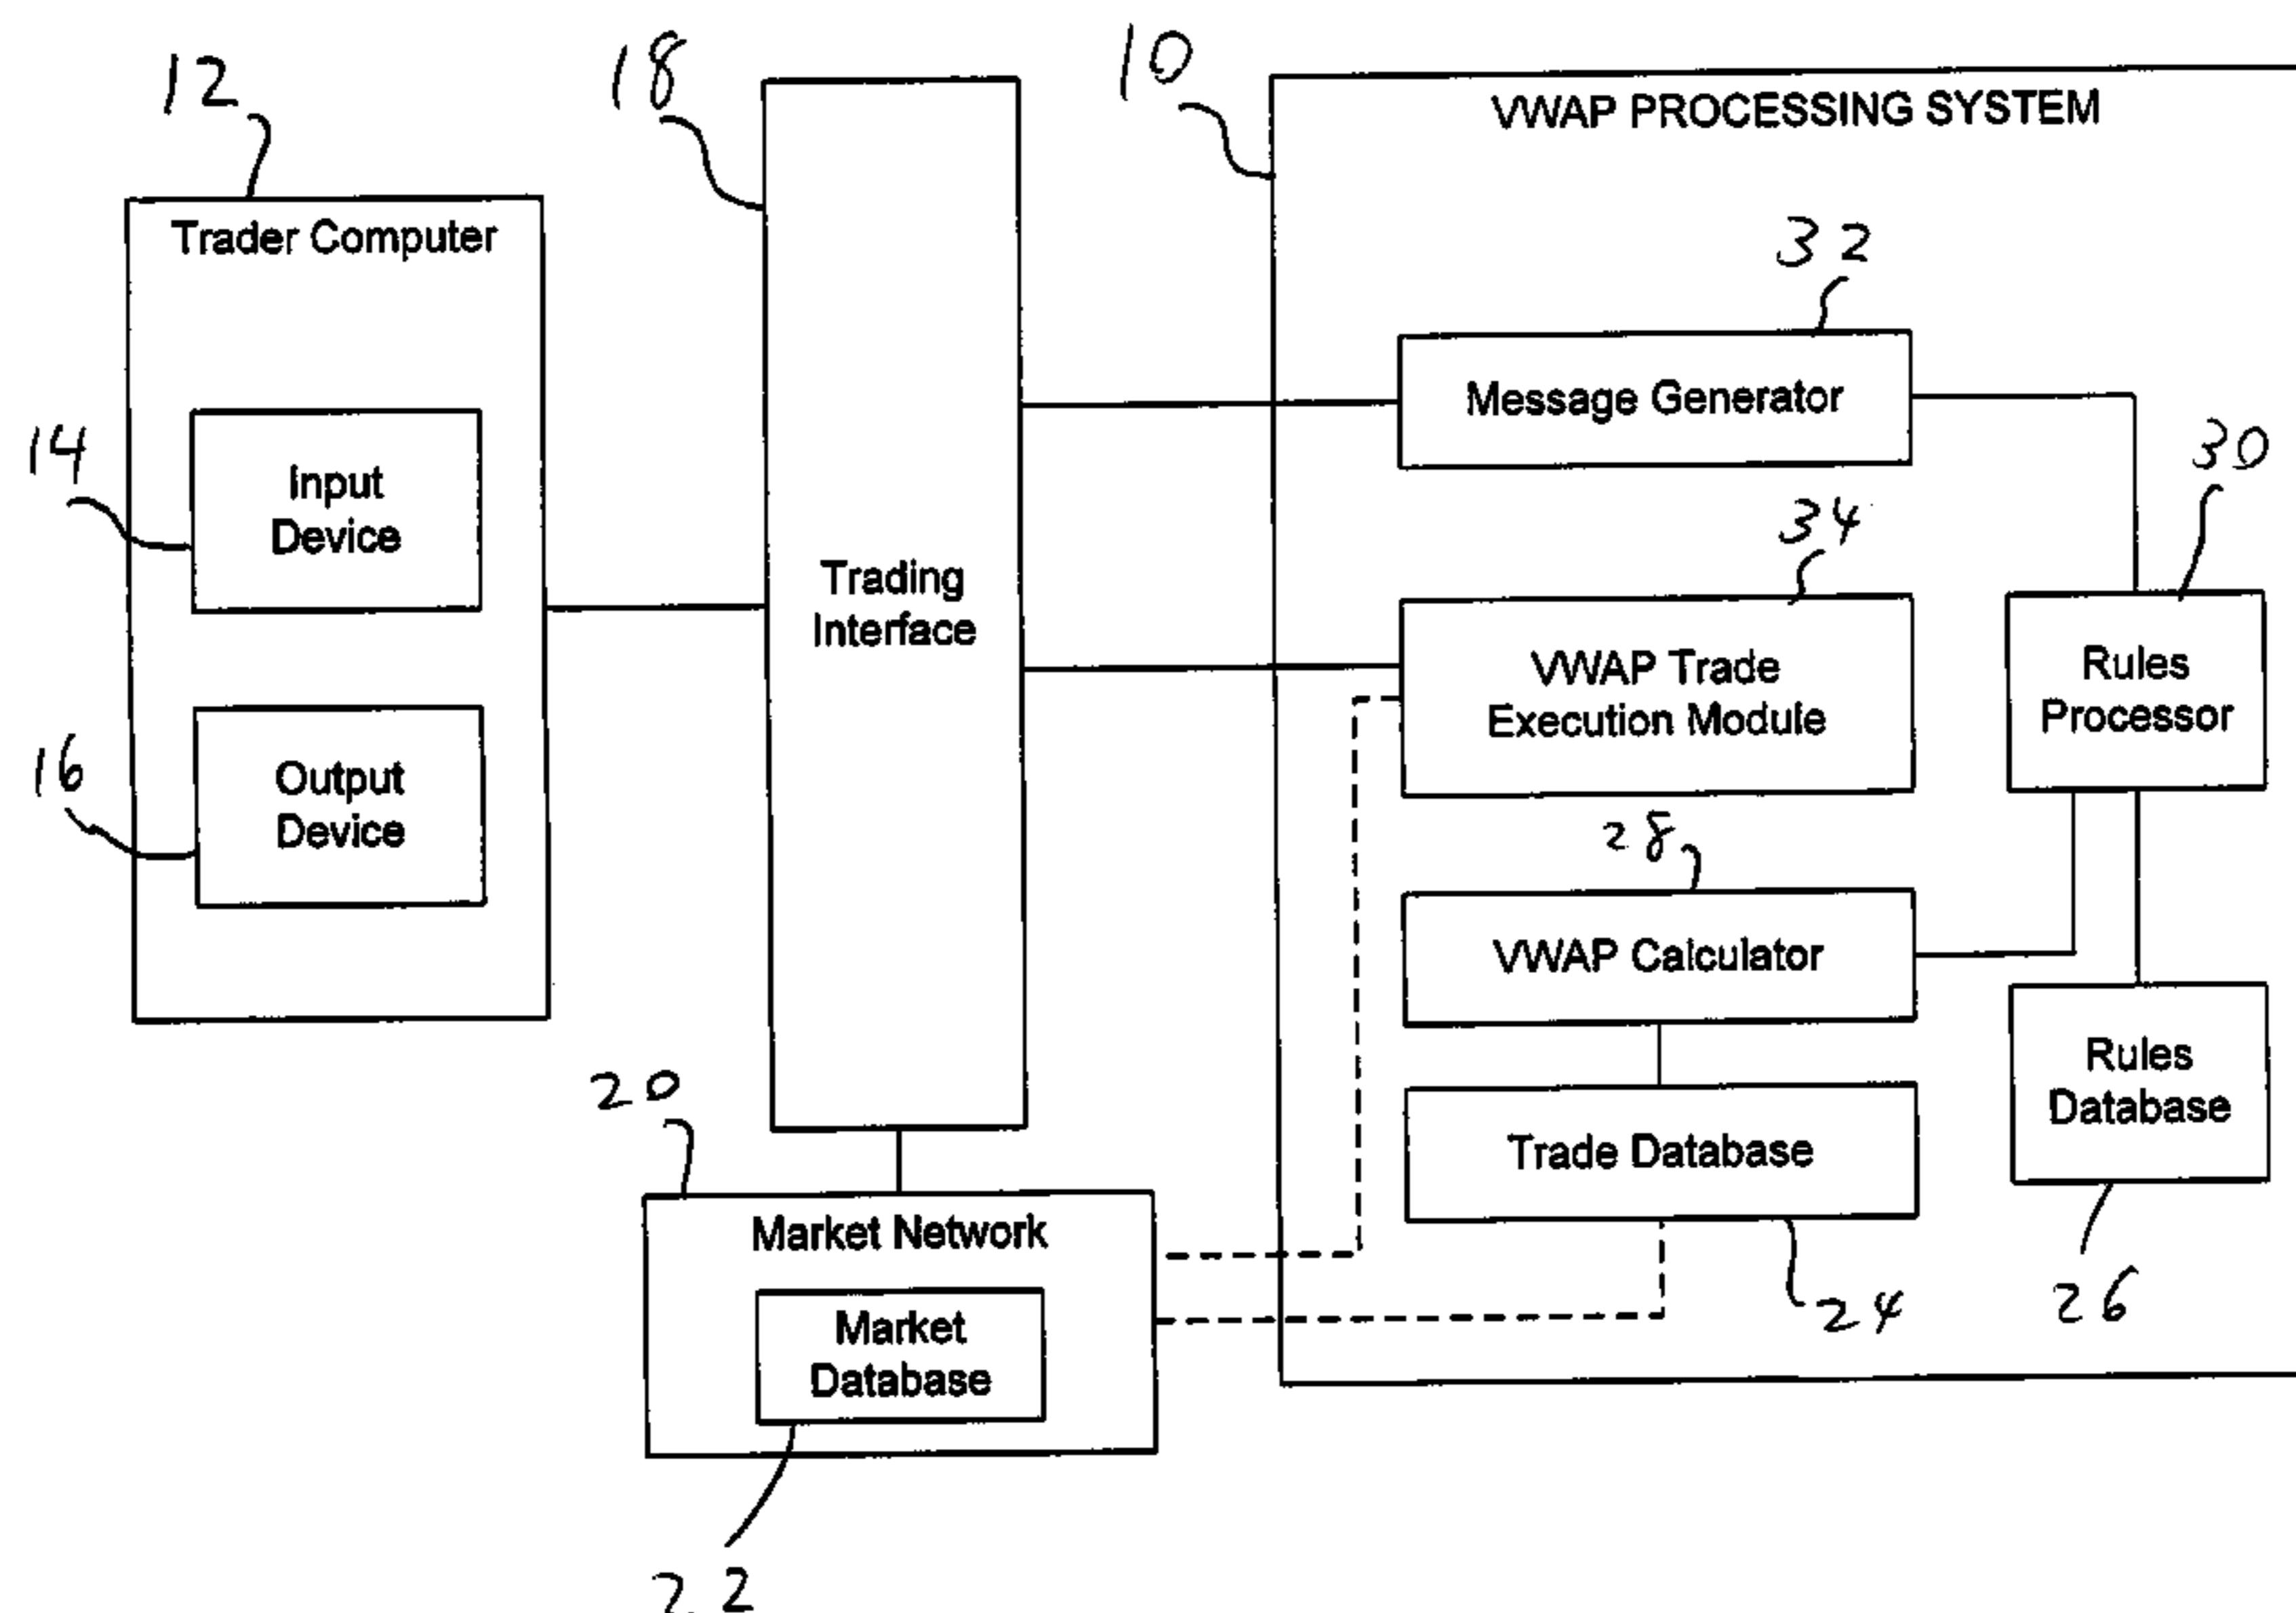 12
18
10
VWAP PROCESSING SYSTEM
Trader Computer
32
Message Generator
14
Input
Device
30
34
Trading
Interface
VWAP Trade
Execution Module
Rules
Processor
16
Output
Device
28
VWAP Calculator
20
Rules
Database
Trade Database
Market Network
24
26
Market
Database
22